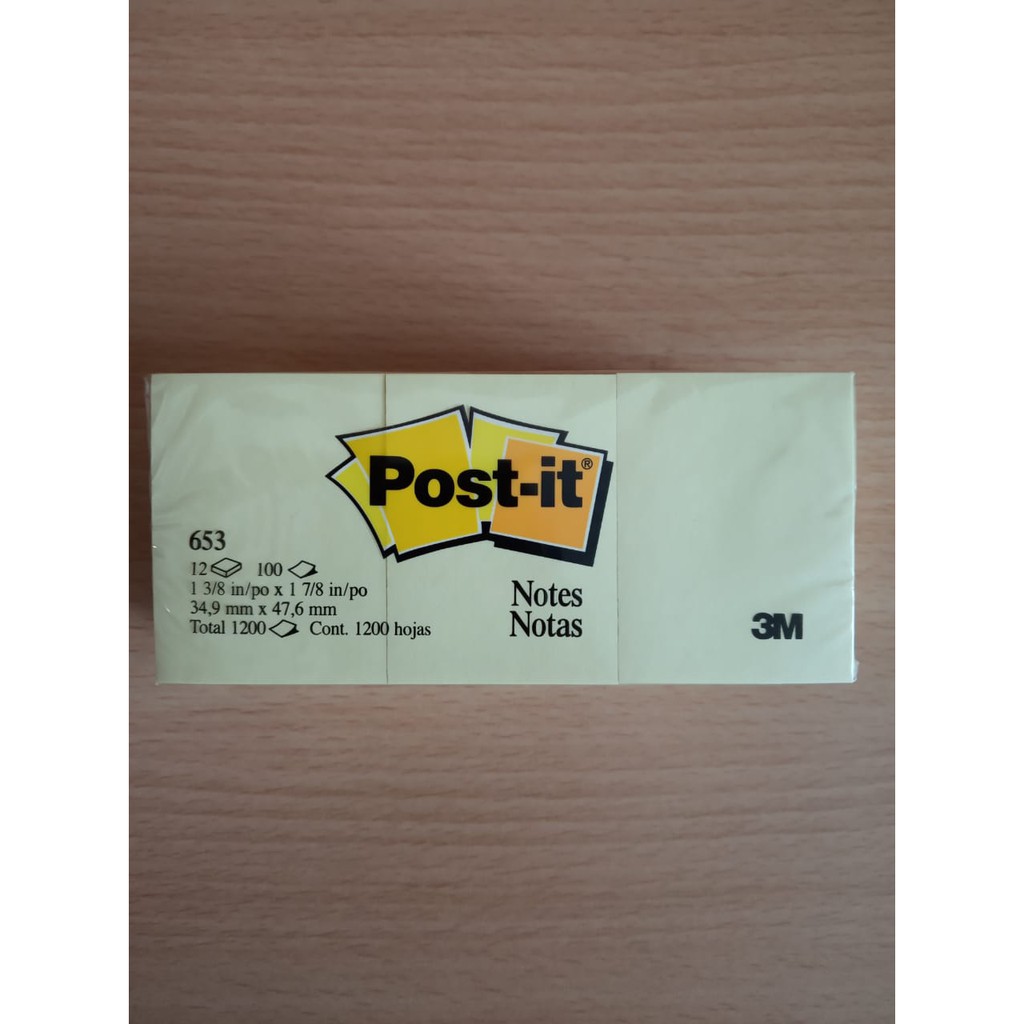 Post-it®
653
12 100
1 3/8 in/po x 1 7/8 in/po
34,9 mm x 47,6 mm
Total 1200 Cont. 1200 hojas
Notes
Notas
3M